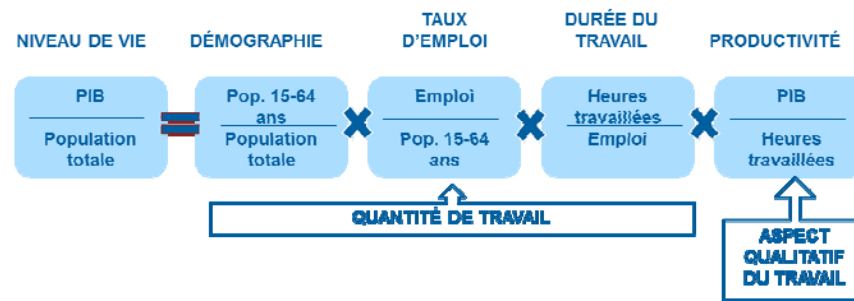 NIVEAU DE VIE
DÉMOGRAPHIE
TAUX
D'EMPLOI
DURÉE DU
TRAVAIL
PRODUCTIVITÉ
PIB
Population
totale
=
Pop. 15-64
ans
Population
totale
×
Emploi
Pop. 15-64
ans
×
Heures
travaillées
Emploi
×
PIB
Heures
travaillées
QUANTITÉ DE TRAVAIL
ASPECT
QUALITATIF
DU TRAVAIL